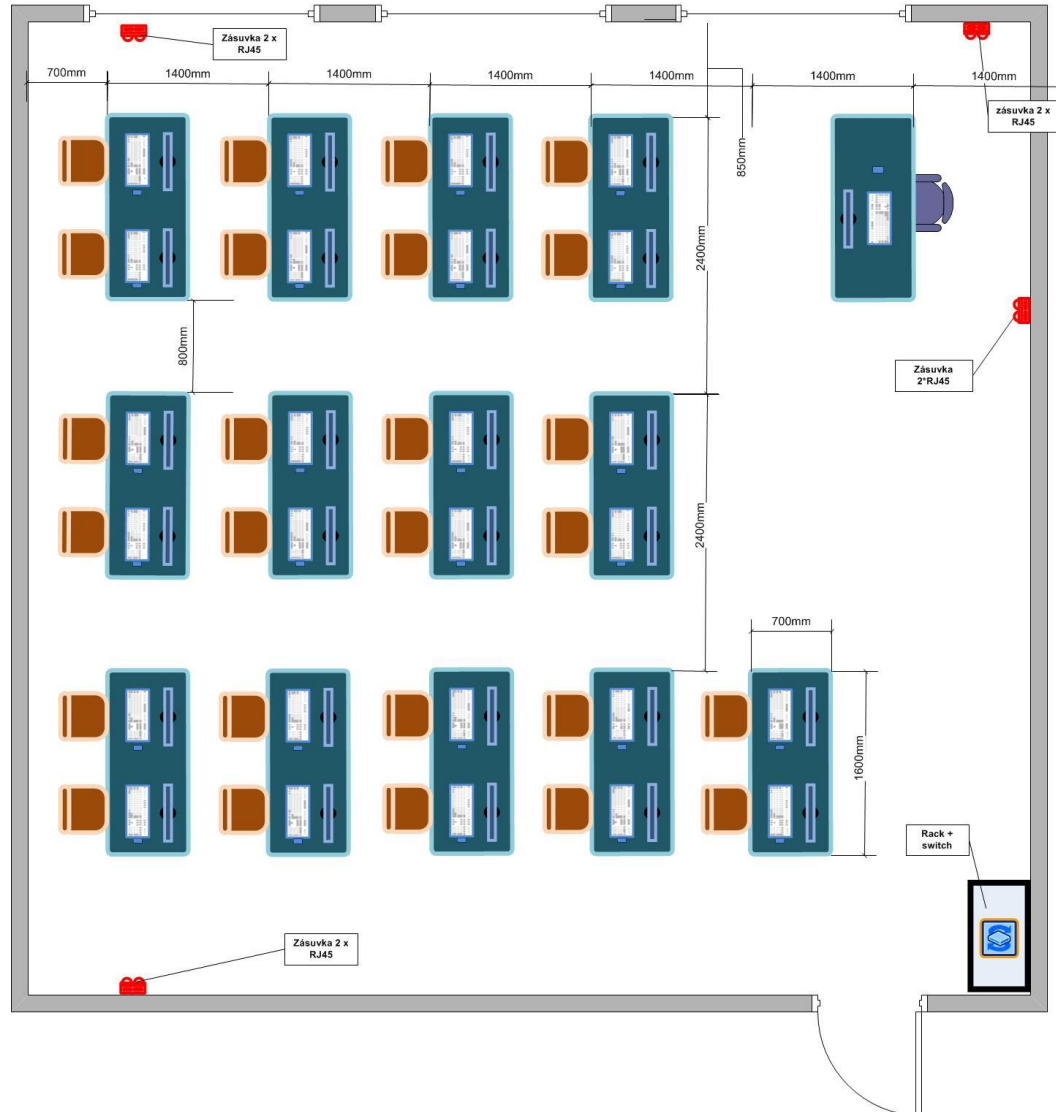 Zásuvka 2 x
RJ45
zásuvka 2 x
RJ45
700mm
1400mm
1400mm
1400mm
1400mm
1400mm
1400mm
850mm
2400mm
800mm
Zásuvka
2*RJ45
2400mm
700mm
1600mm
Rack +
switch
Zásuvka 2 x
RJ45